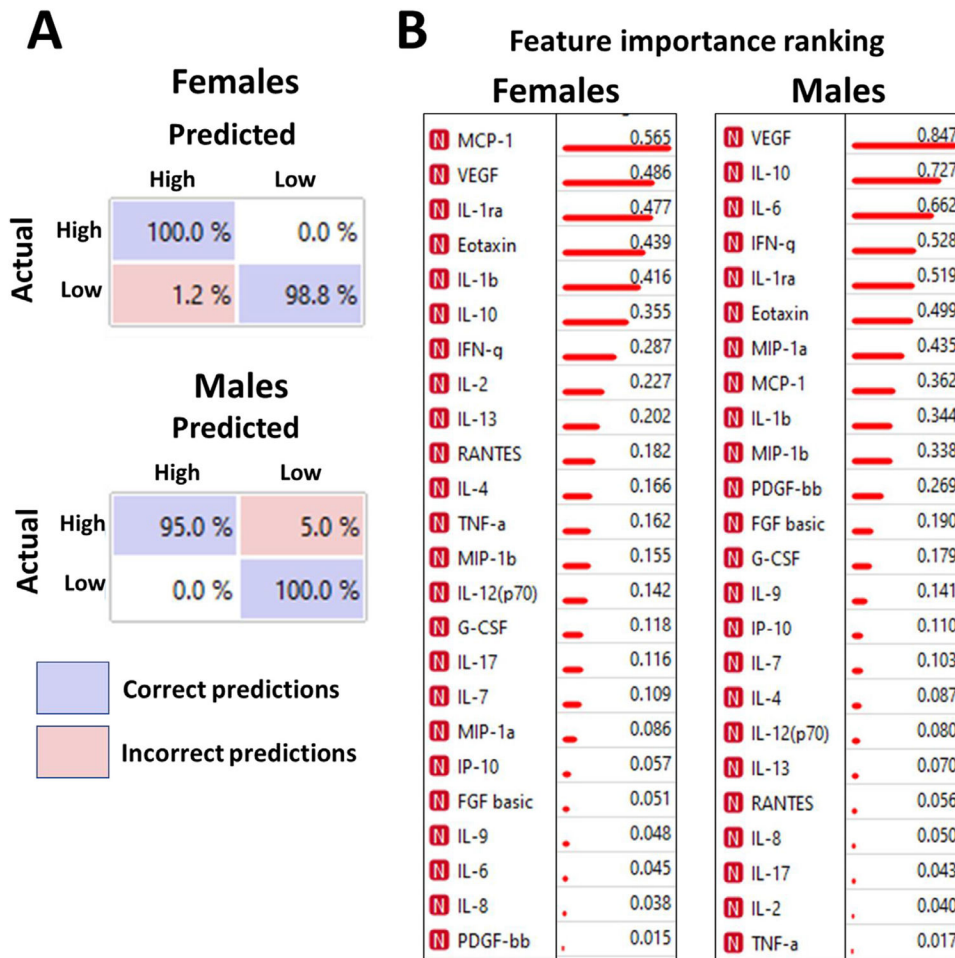 A
Females
Predicted
High Low
Actual
High 100.0 % 0.0 %
Low 1.2 % 98.8 %
Males
Predicted
High Low
Actual
High 95.0 % 5.0 %
Low 0.0 % 100.0 %
Correct predictions
Incorrect predictions
B
Feature importance ranking
Females
N MCP-1 0.565
N VEGF 0.486
N IL-1ra 0.477
N Eotaxin 0.439
N IL-1b 0.416
N IL-10 0.355
N IFN-q 0.287
N IL-2 0.227
N IL-13 0.202
N RANTES 0.182
N IL-4 0.166
N TNF-a 0.162
N MIP-1b 0.155
N IL-12(p70) 0.142
N G-CSF 0.118
N IL-17 0.116
N IL-7 0.109
N MIP-1a 0.086
N IP-10 0.057
N FGF basic 0.051
N IL-9 0.048
N IL-6 0.045
N IL-8 0.038
N PDGF-bb 0.015
Males
N VEGF 0.847
N IL-10 0.727
N IL-6 0.662
N IFN-q 0.528
N IL-1ra 0.519
N Eotaxin 0.499
N MIP-1a 0.435
N MCP-1 0.362
N IL-1b 0.344
N MIP-1b 0.338
N PDGF-bb 0.269
N FGF basic 0.190
N G-CSF 0.179
N IL-9 0.141
N IP-10 0.110
N IL-7 0.103
N IL-4 0.087
N IL-12(p70) 0.080
N IL-13 0.070
N RANTES 0.056
N IL-8 0.050
N IL-17 0.043
N IL-2 0.040
N TNF-a 0.017